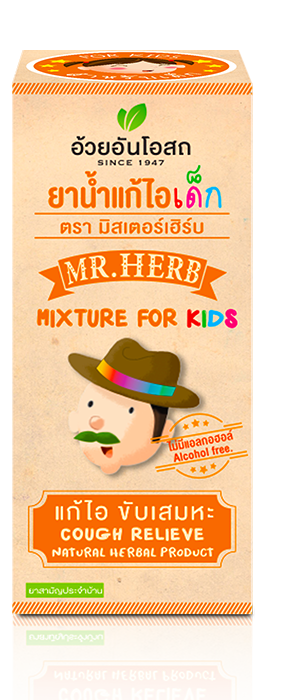 FOR KIDS
อ้วยอันโอสถ
SINCE 1947
ยาน้ำแก้ไอเด็ก
ตรา มิสเตอร์เฮิร์บ
MR. HERB
MIXTURE FOR KIDS
ไม่มีแอลกอฮอล์
Alcohol free.
แก้ไอ ขับเสมหะ
COUGH RELIEVE
NATURAL HERBAL PRODUCT
ยาสามัญประจำบ้าน